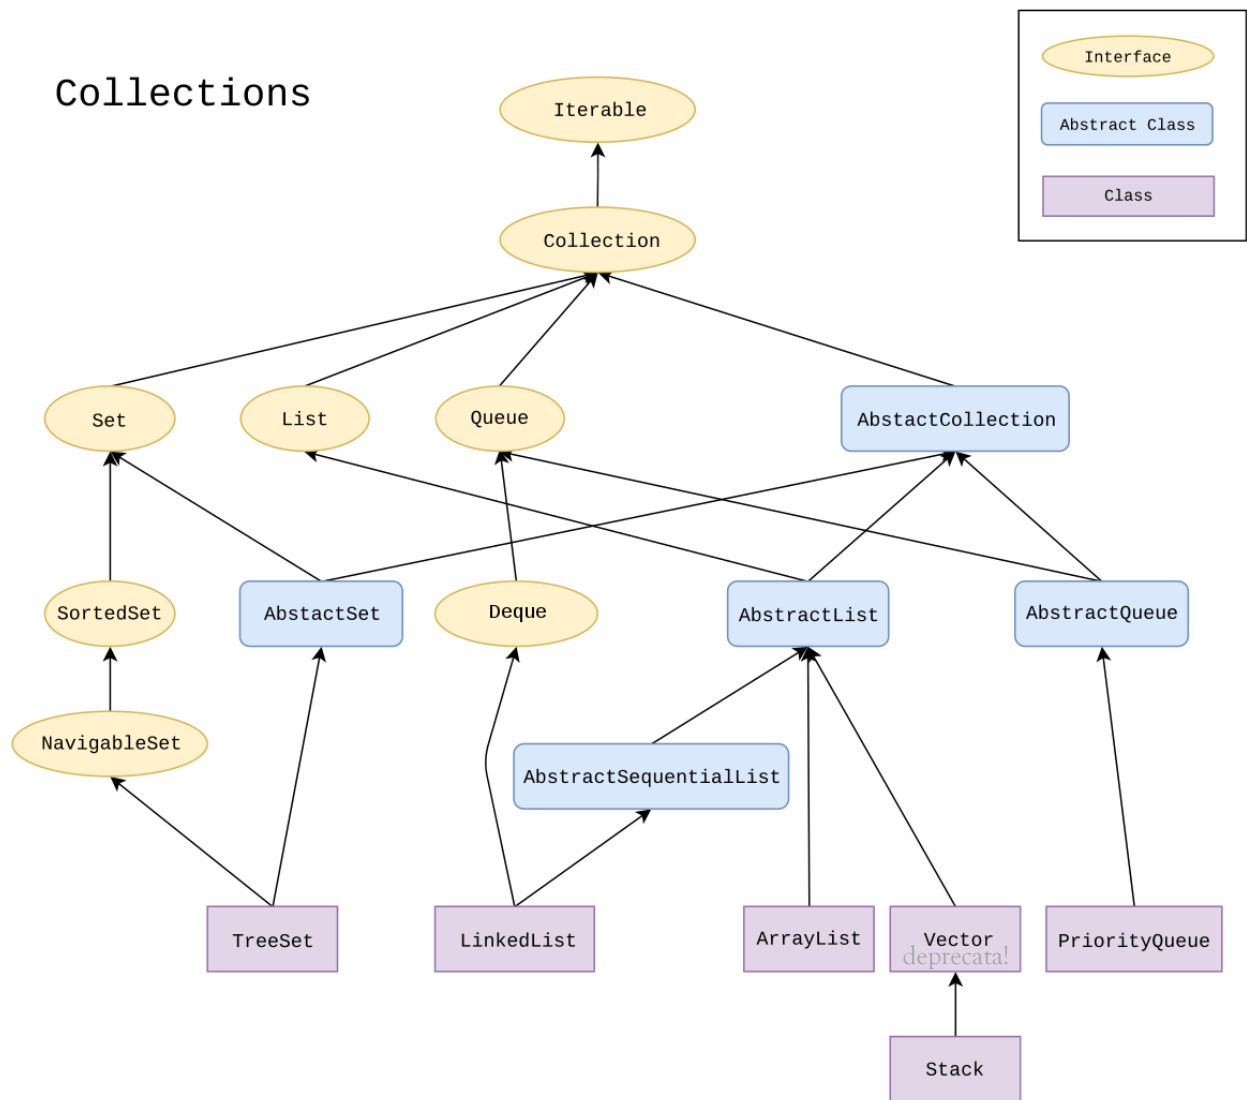 Collections
Interface
Abstract Class
Class
Iterable
Collection
Set
List
Queue
AbstactCollection
SortedSet
AbstactSet
Deque
AbstractList
AbstractQueue
NavigableSet
AbstractSequentialList
TreeSet
LinkedList
ArrayList
Vector
deprecata!
PriorityQueue
Stack